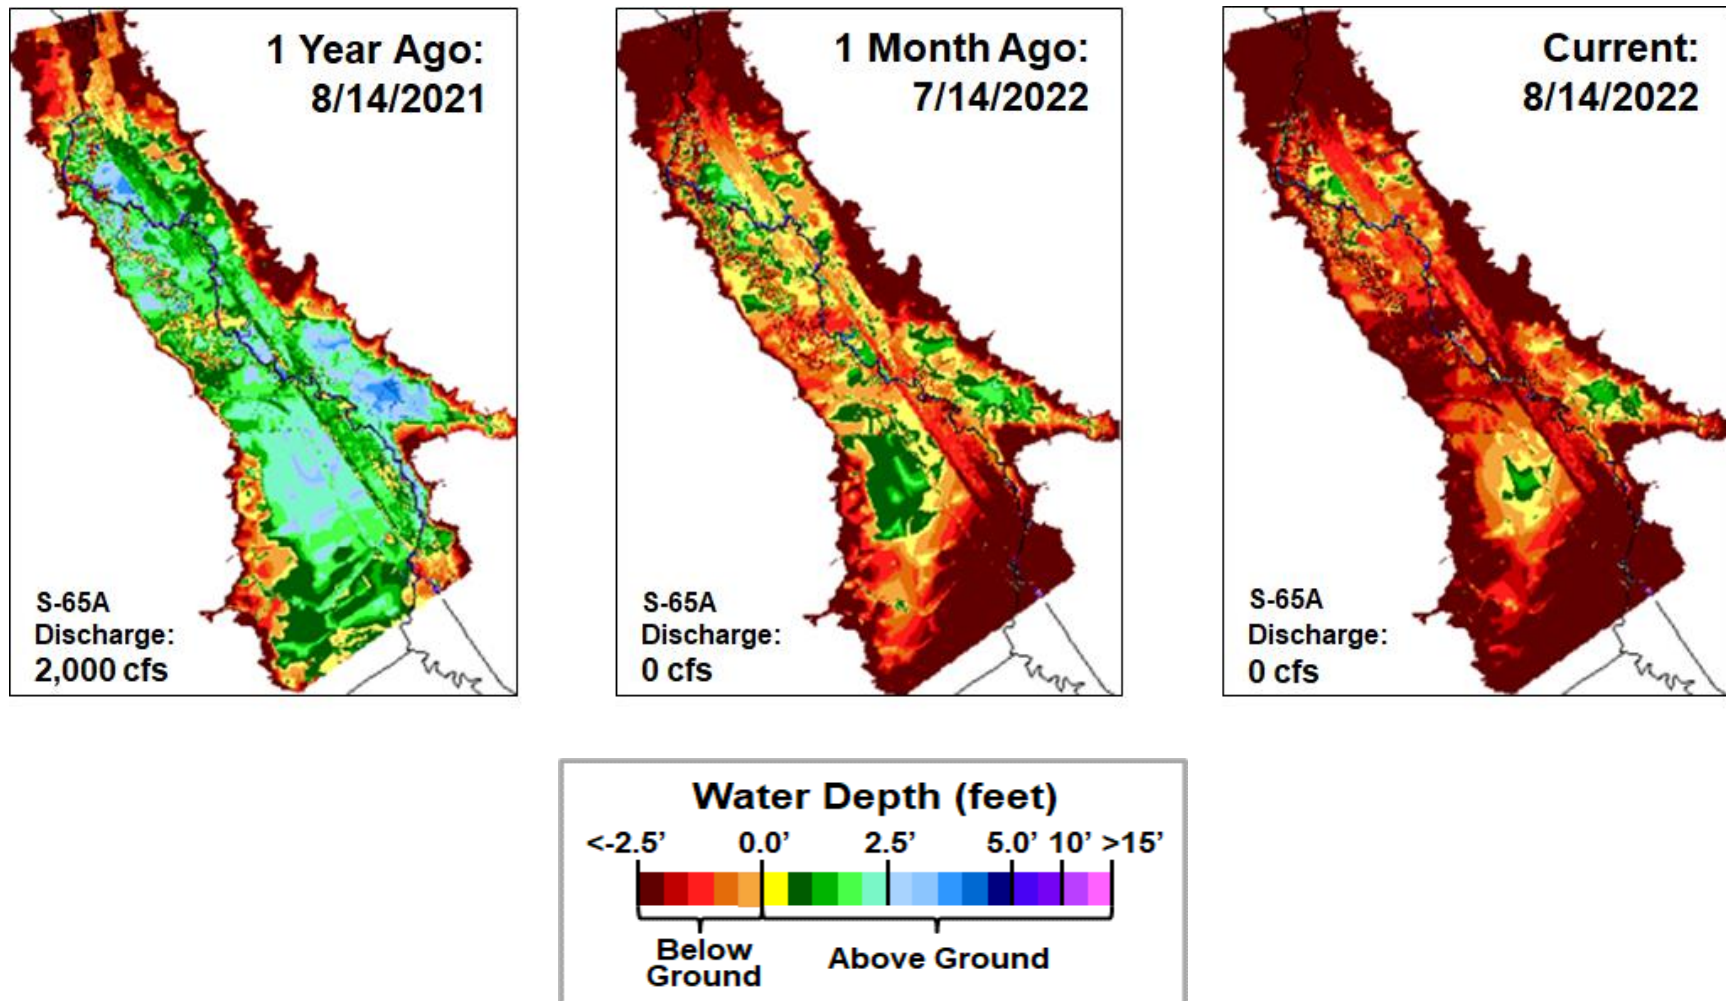 1 Year Ago:
8/14/2021
S-65A
Discharge:
2,000 cfs
1 Month Ago:
7/14/2022
S-65A
Discharge:
0 cfs
Current:
8/14/2022
S-65A
Discharge:
0 cfs
Water Depth (feet)
<-2.5’ 0.0’ 2.5’ 5.0’ 10’ >15’
Below
Ground
Above Ground